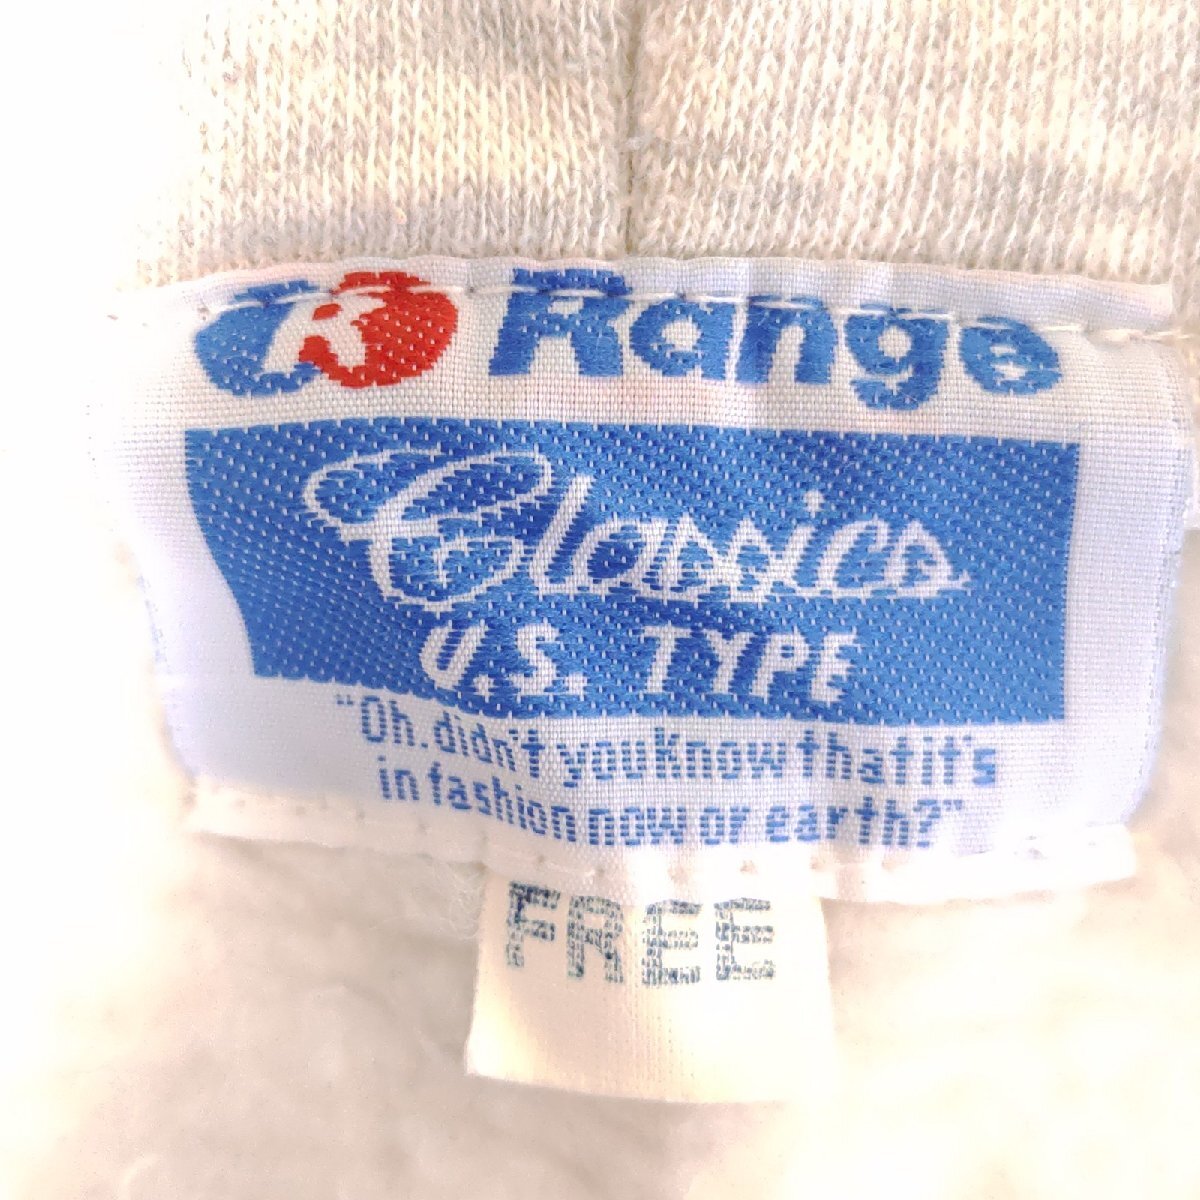 R Range
Classics
U.S. TYPE
"Oh. didn't you know that it's
in fashion now or earth?"
FREE